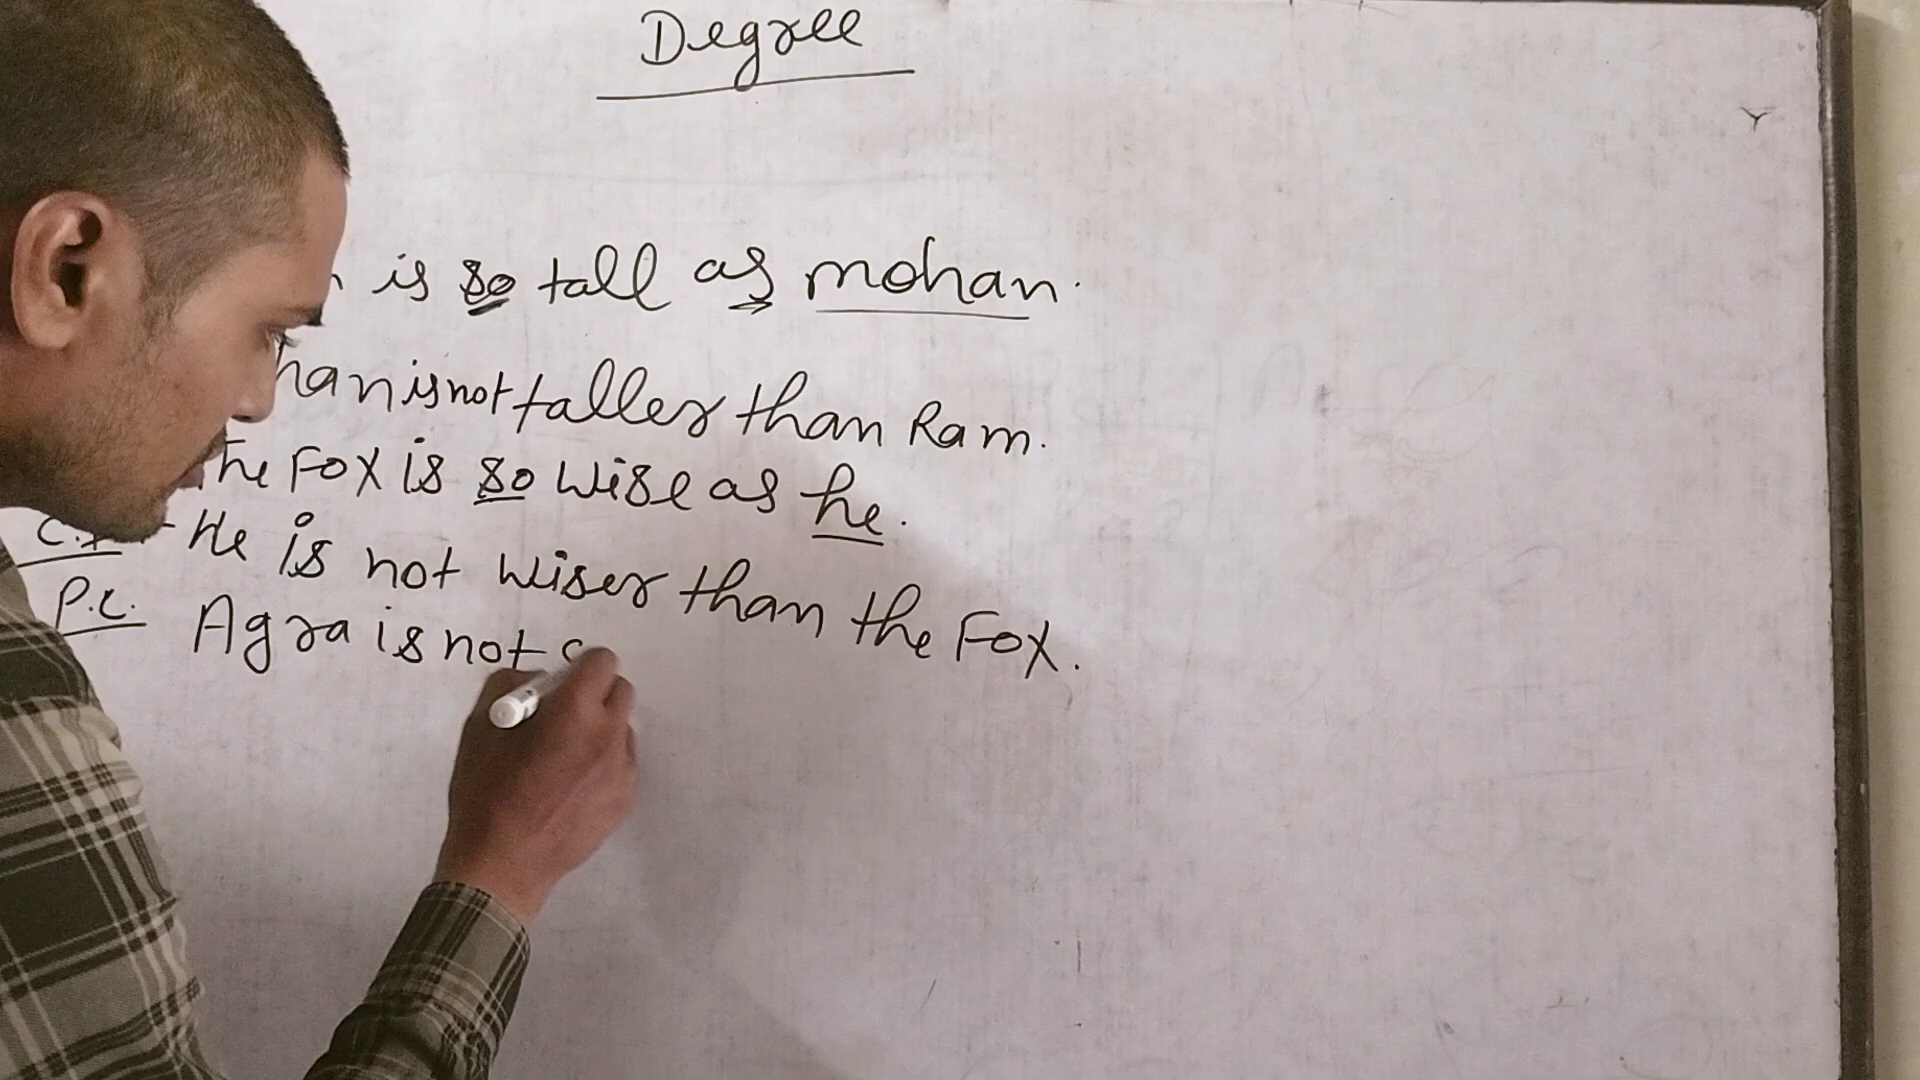 Degree
is so tall as mohan.
han is not taller than Ram.
The Fox is so wise as he.
- He is not wiser than the Fox.
P.C. Agra is not